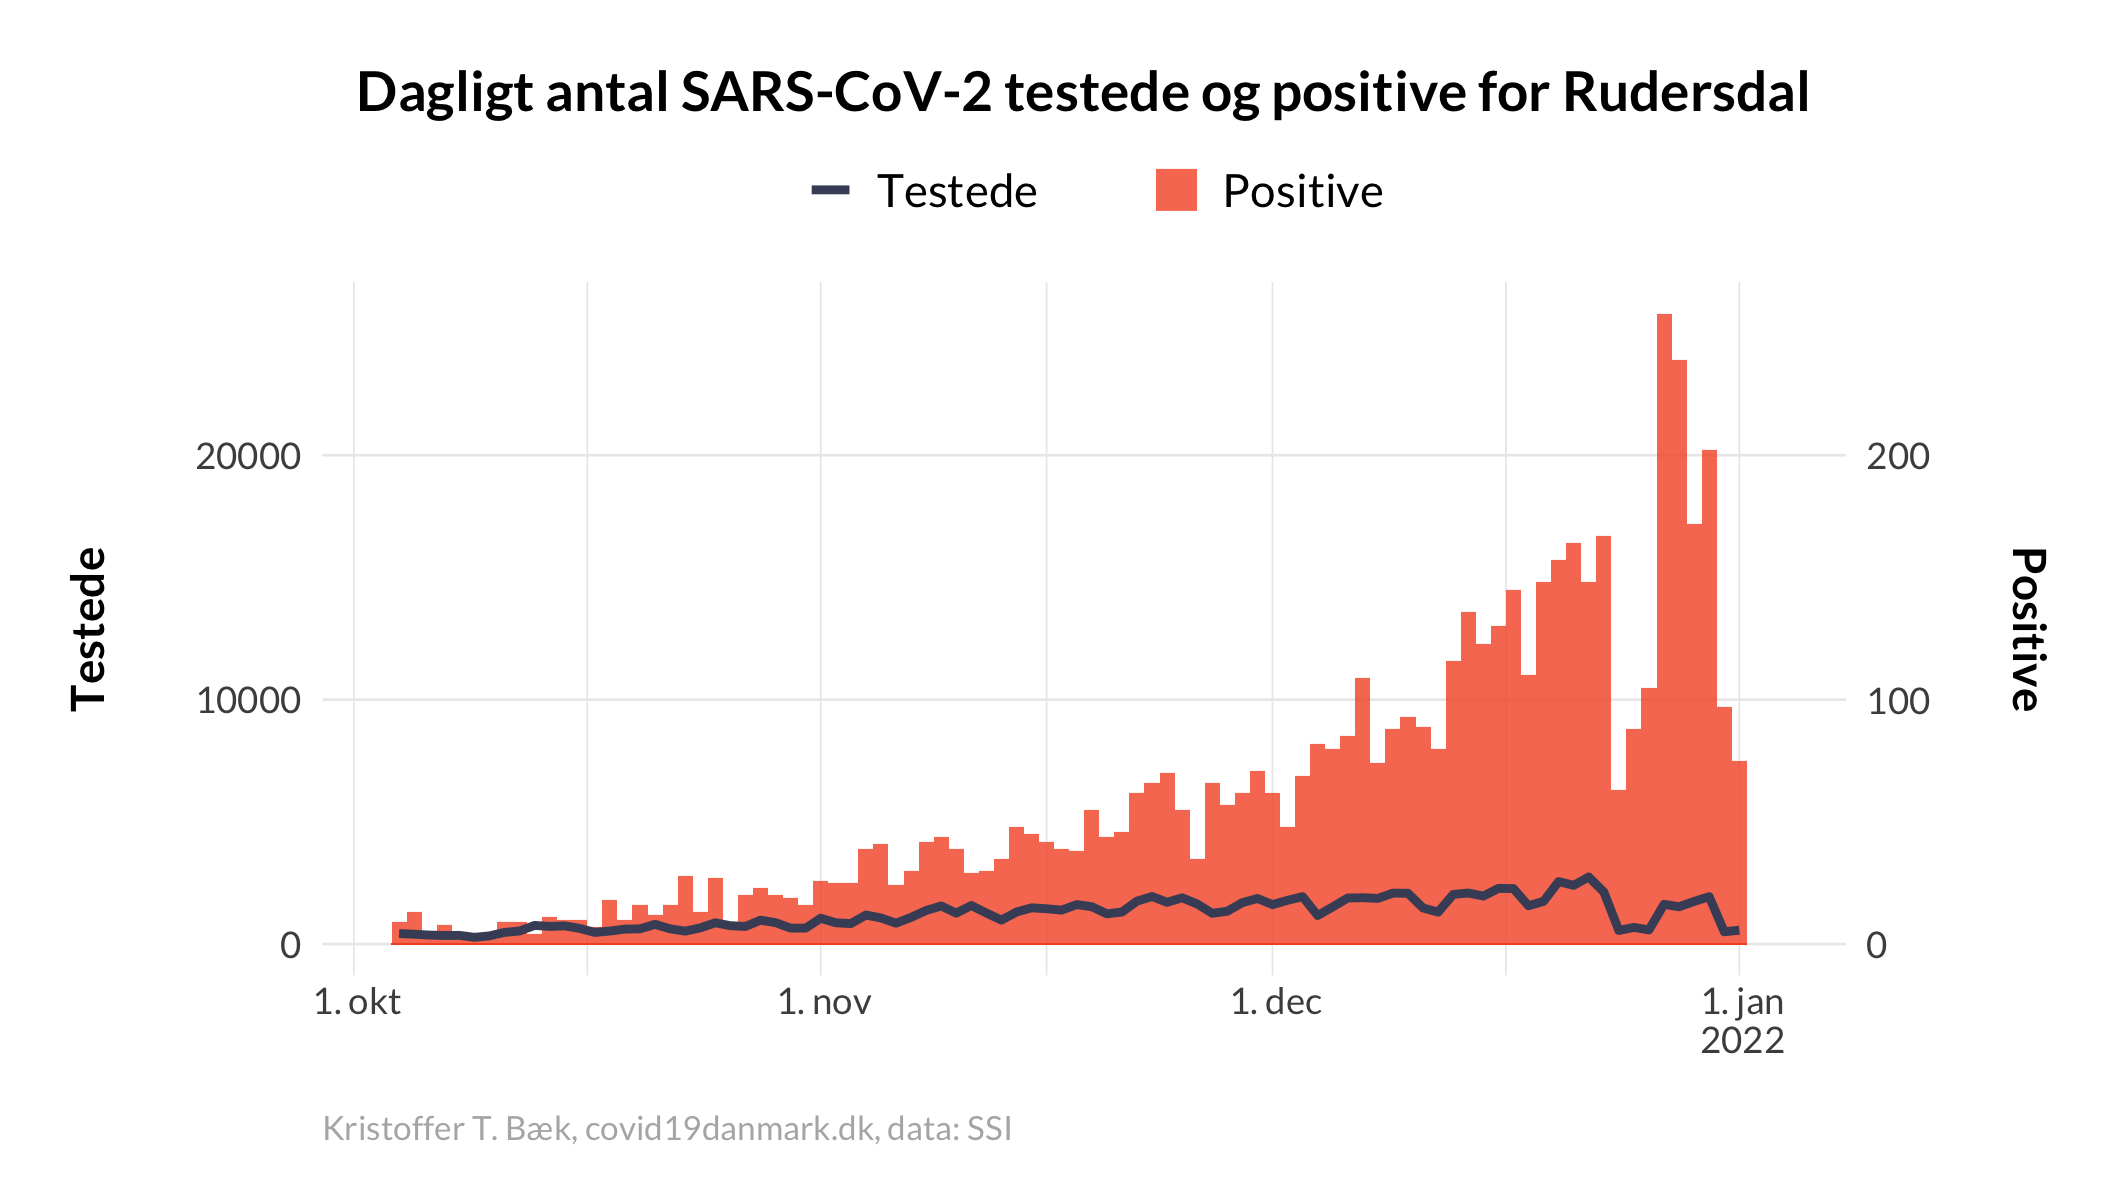 Dagligt antal SARS-CoV-2 testede og positive for Rudersdal
Testede Positive
20000 200
Testede
Positive
10000 100
0 0
1. okt 1. nov 1. dec 1. jan
2022
Kristoffer T. Bæk, covid19danmark.dk, data: SSI